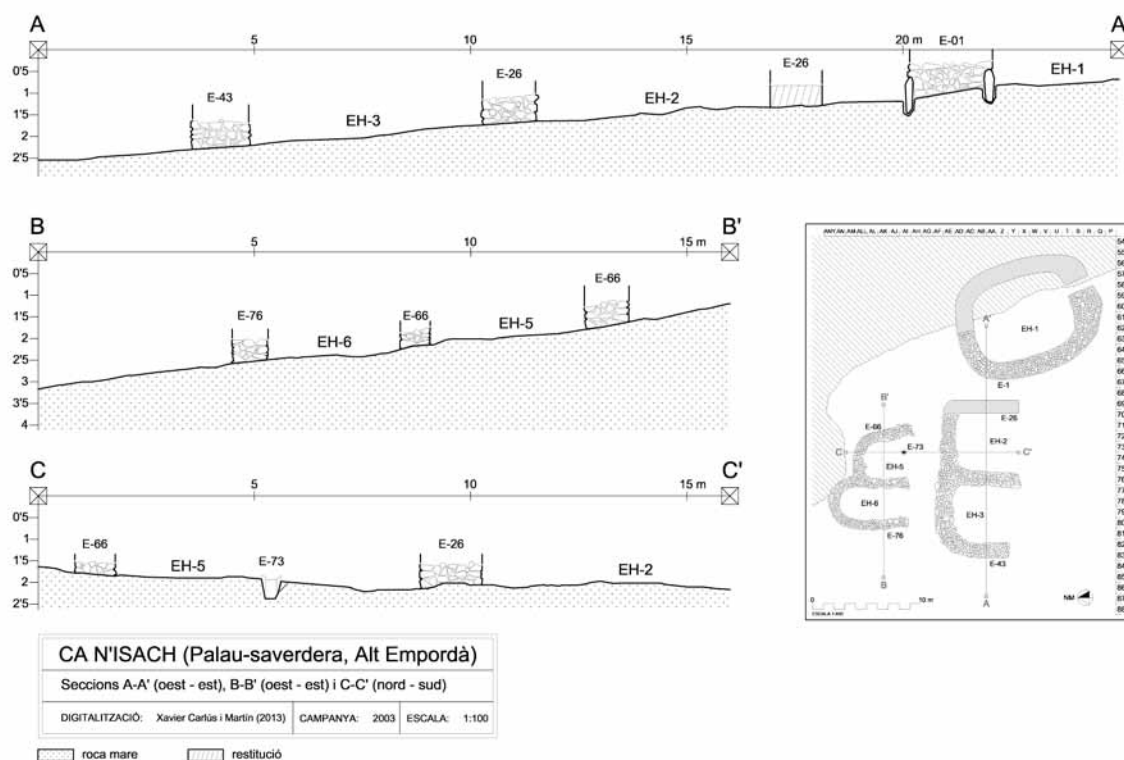 A A
5 10 15 20 m
E-01
E-26 E-26
E-43
EH-3 EH-2 EH-1
0'5
1
1'5
2
2'5
B B'
5 10 15 m
0'5
1
1'5
2
2'5
3
3'5
4
E-76 E-66 E-66
EH-6 EH-5
C C'
5 10 15 m
0'5
1
1'5
2
2'5
E-66 EH-5 E-73 E-26 EH-2
A'
EH-1
E-1
B'
E-26
E-66
E-73
EH-2
C C'
EH-5
EH-6
EH-3
E-76
E-43
B
A
NM
0 10 m
CA N'ISACH (Palau-saverdera, Alt Empordà)
Seccions A-A' (oest - est), B-B' (oest - est) i C-C' (nord - sud)
DIGITALITZACIÓ: Xavier Carlús i Martín (2013) CAMPANYA: 2003 ESCALA: 1:100
roca mare restitució